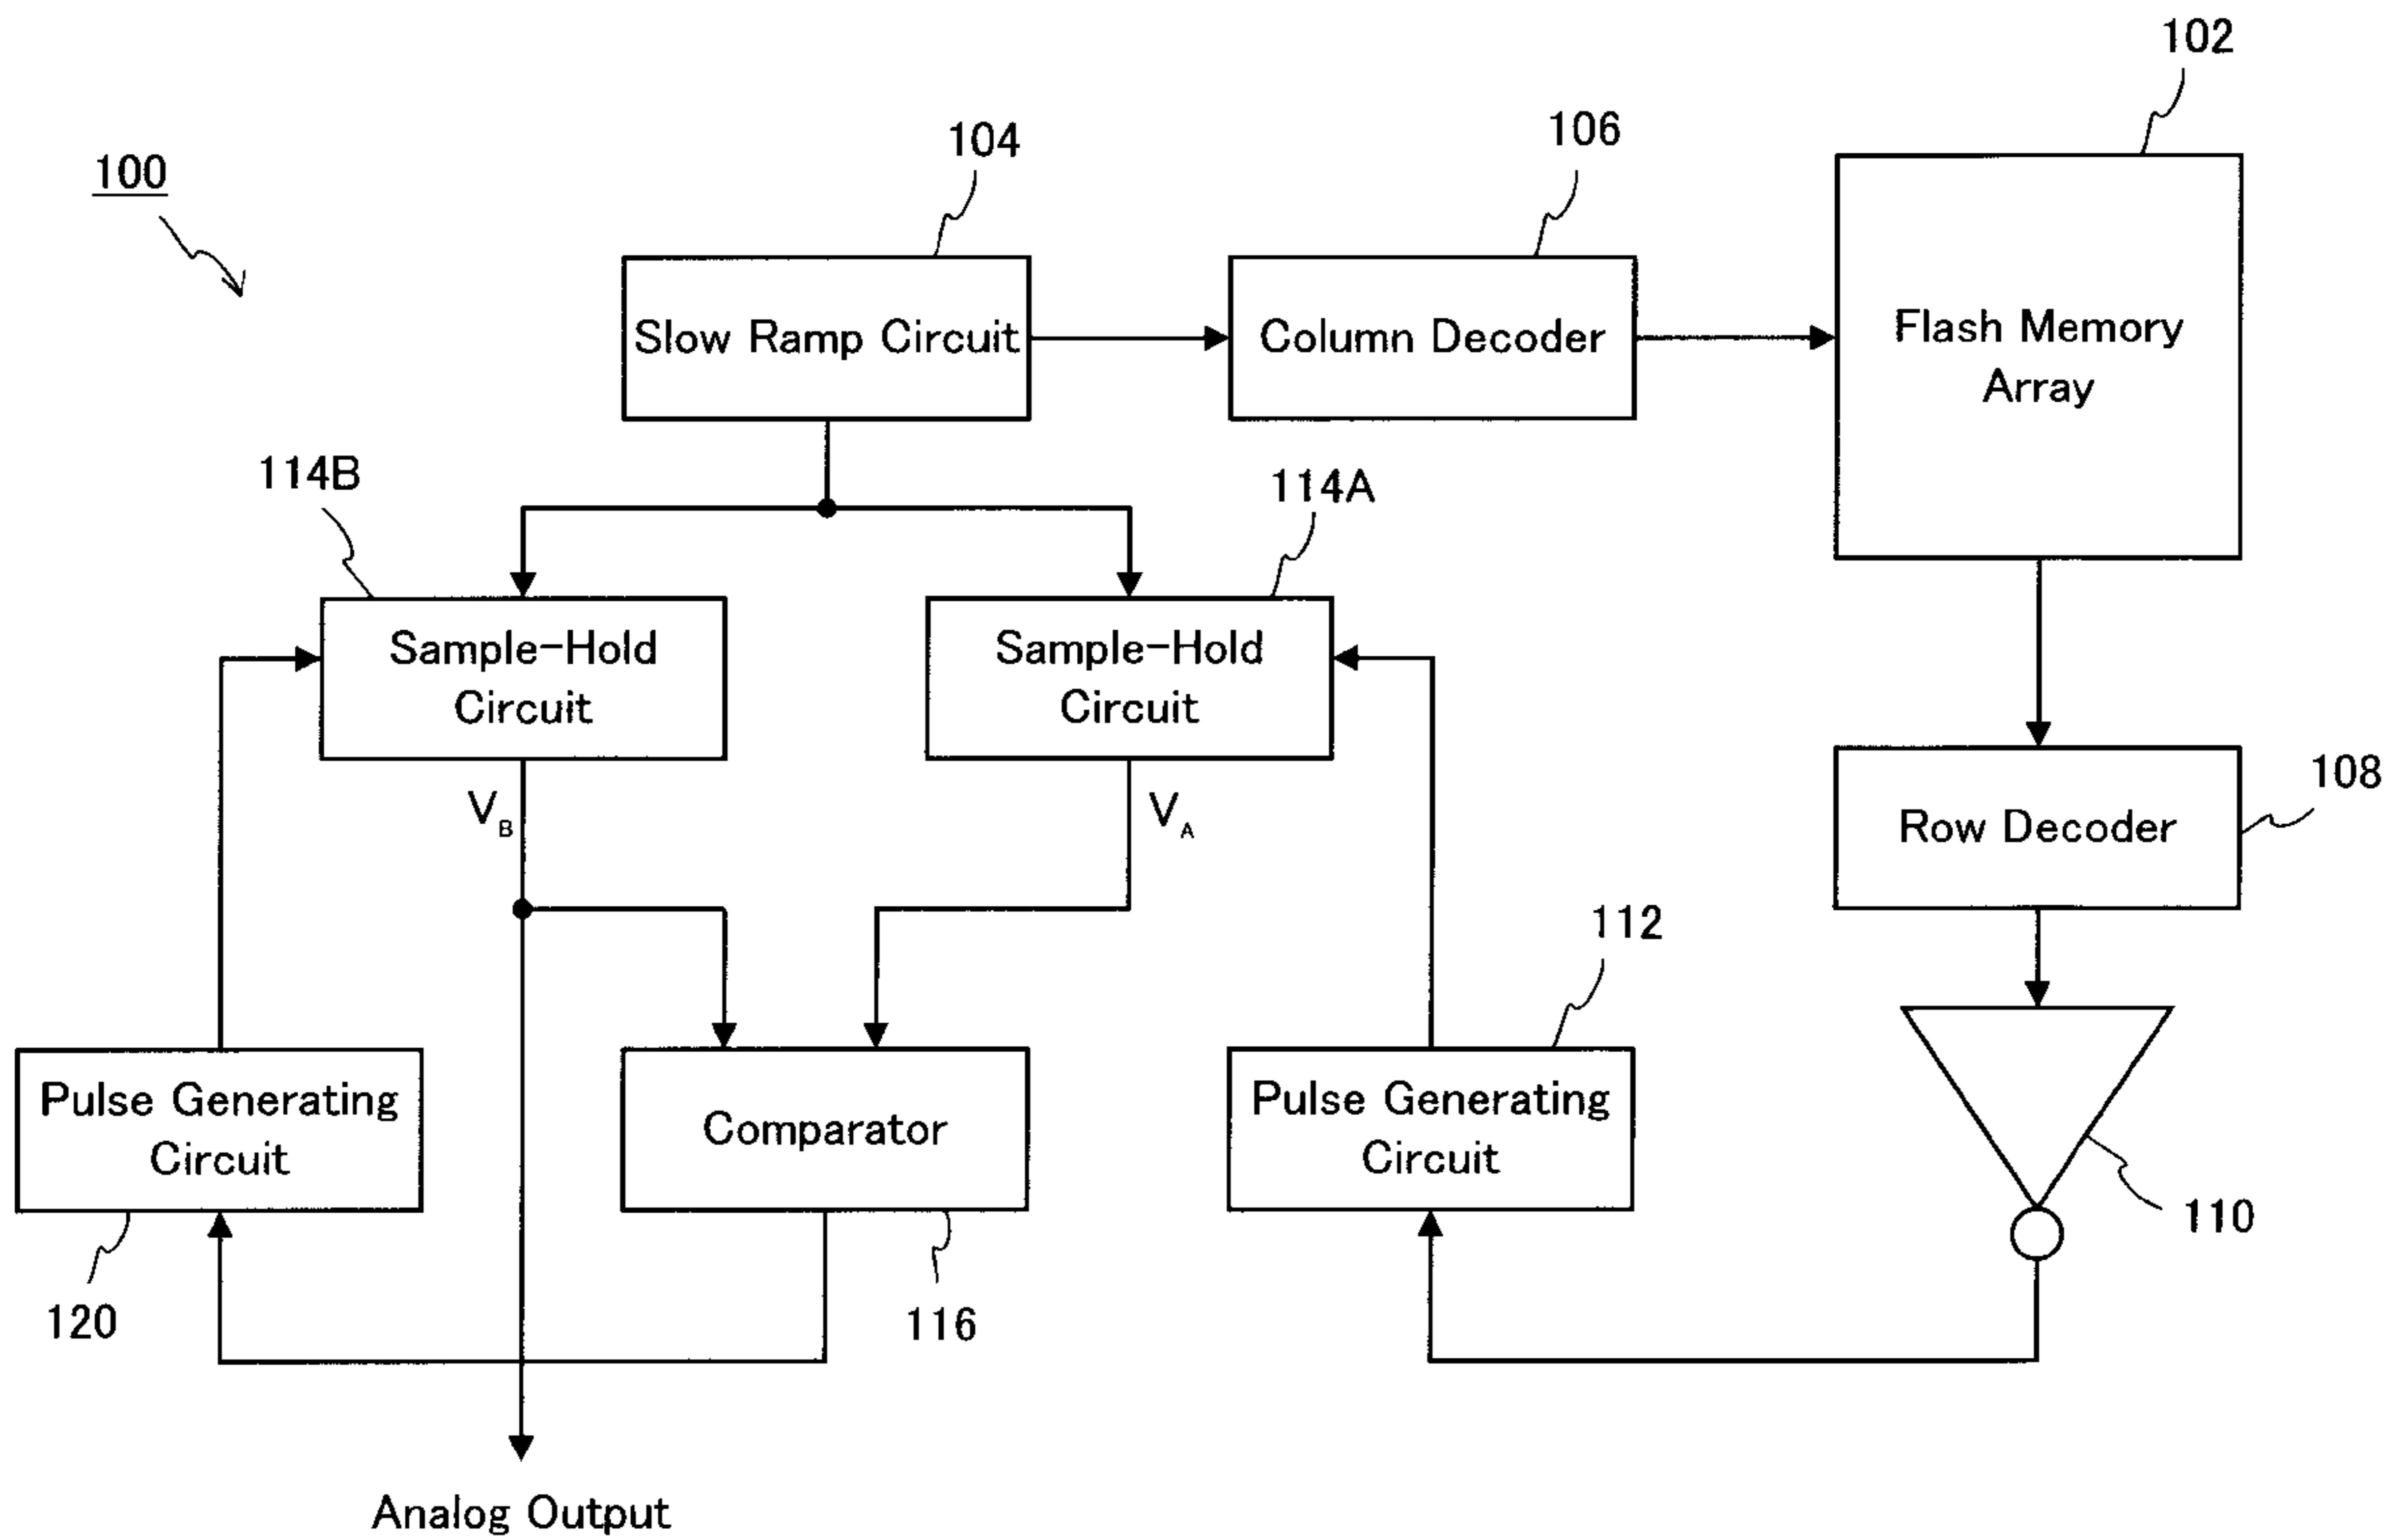 102
104
106
100
Slow Ramp Circuit
Column Decoder
Flash Memory
Array
114B
114A
Sample-Hold
Circuit
Sample-Hold
Circuit
VB
VA
108
Row Decoder
112
Pulse Generating
Circuit
Comparator
Pulse Generating
Circuit
110
120
116
Analog Output